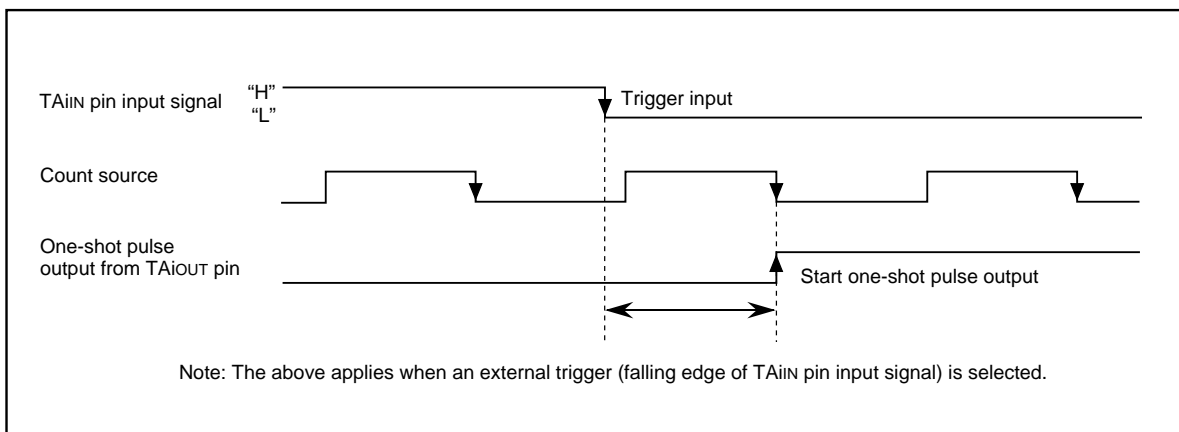 TAiIN pin input signal
“H”
“L”
Trigger input
Count source
One-shot pulse
output from TAiOUT pin
Start one-shot pulse output
Note: The above applies when an external trigger (falling edge of TAiIN pin input signal) is selected.